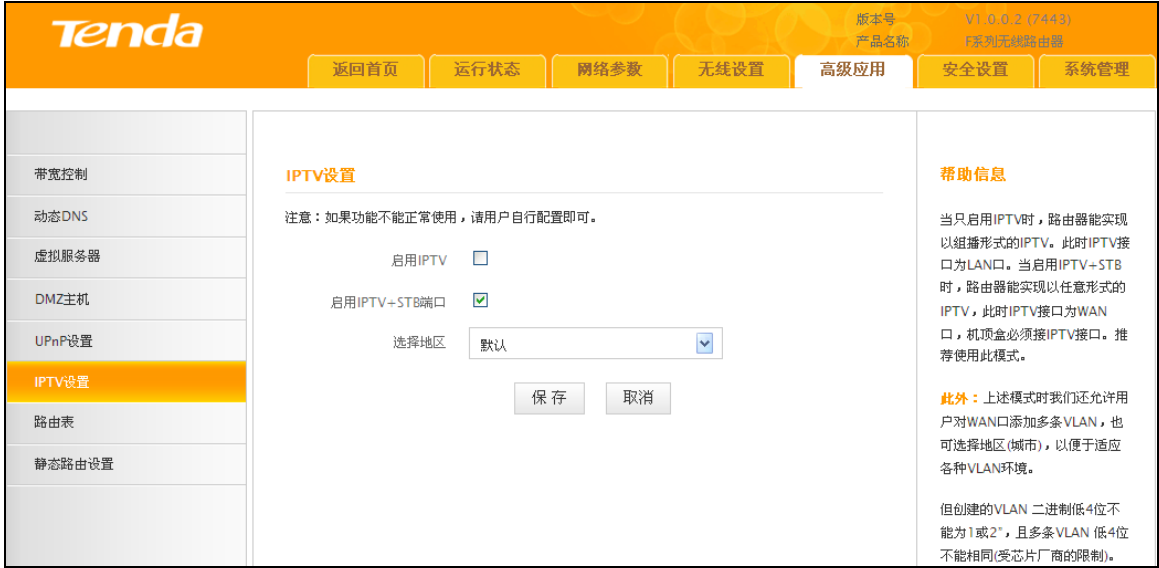 Tenda
版本号 V1.0.0.2 (7443)
产品名称 F系列无线路由器
返回首页 运行状态 网络参数 无线设置 高级应用 安全设置 系统管理
带宽控制
动态DNS
虚拟服务器
DMZ主机
UPnP设置
IPTV设置
路由表
静态路由设置
IPTV设置
注意：如果功能不能正常使用，请用户自行配置即可。
启用IPTV
启用IPTV+STB端口
选择地区 默认
保存 取消
帮助信息
当只启用IPTV时，路由器能实现
以组播形式的IPTV。此时IPTV接
口为LAN口。当启用IPTV+STB
时，路由器能实现以任意形式的
IPTV，此时IPTV接口为WAN
口，机顶盒必须接IPTV接口。推
荐使用此模式。
此外：上述模式时我们还允许用
户对WAN口添加多条VLAN，也
可选择地区(城市)，以便于适应
各种VLAN环境。
但创建的VLAN 二进制低4位不
能为1或2"，且多条VLAN 低4位
不能相同(受芯片厂商的限制)。